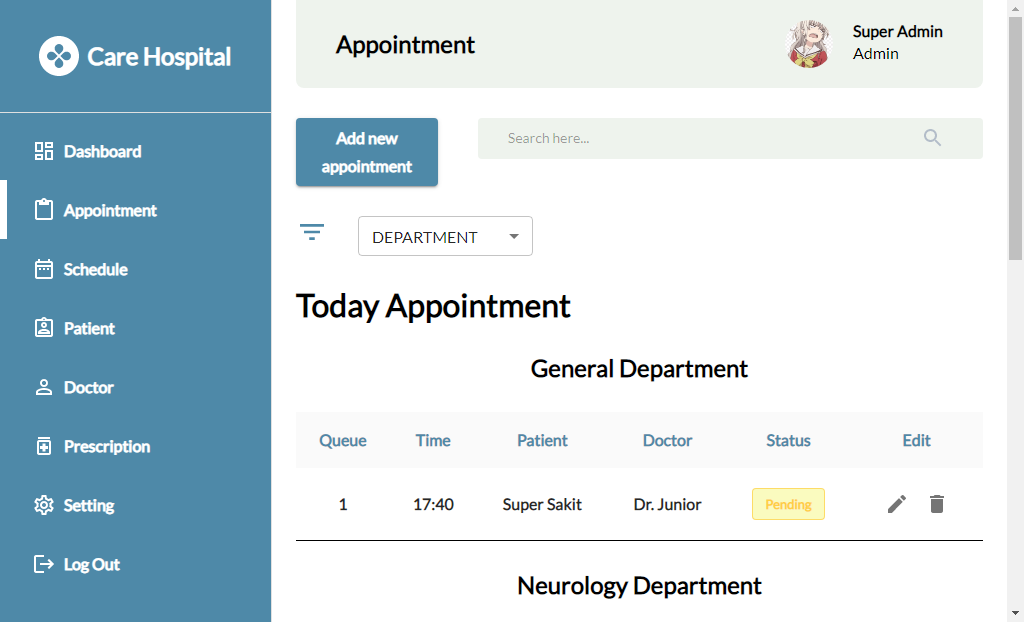 Care Hospital
Dashboard
Appointment
Schedule
Patient
Doctor
Prescription
Setting
Log Out
Appointment
Super Admin
Admin
Add new
appointment
Search here...
DEPARTMENT
Today Appointment
General Department
Queue Time Patient Doctor Status Edit
1 17:40 Super Sakit Dr. Junior Pending
Neurology Department